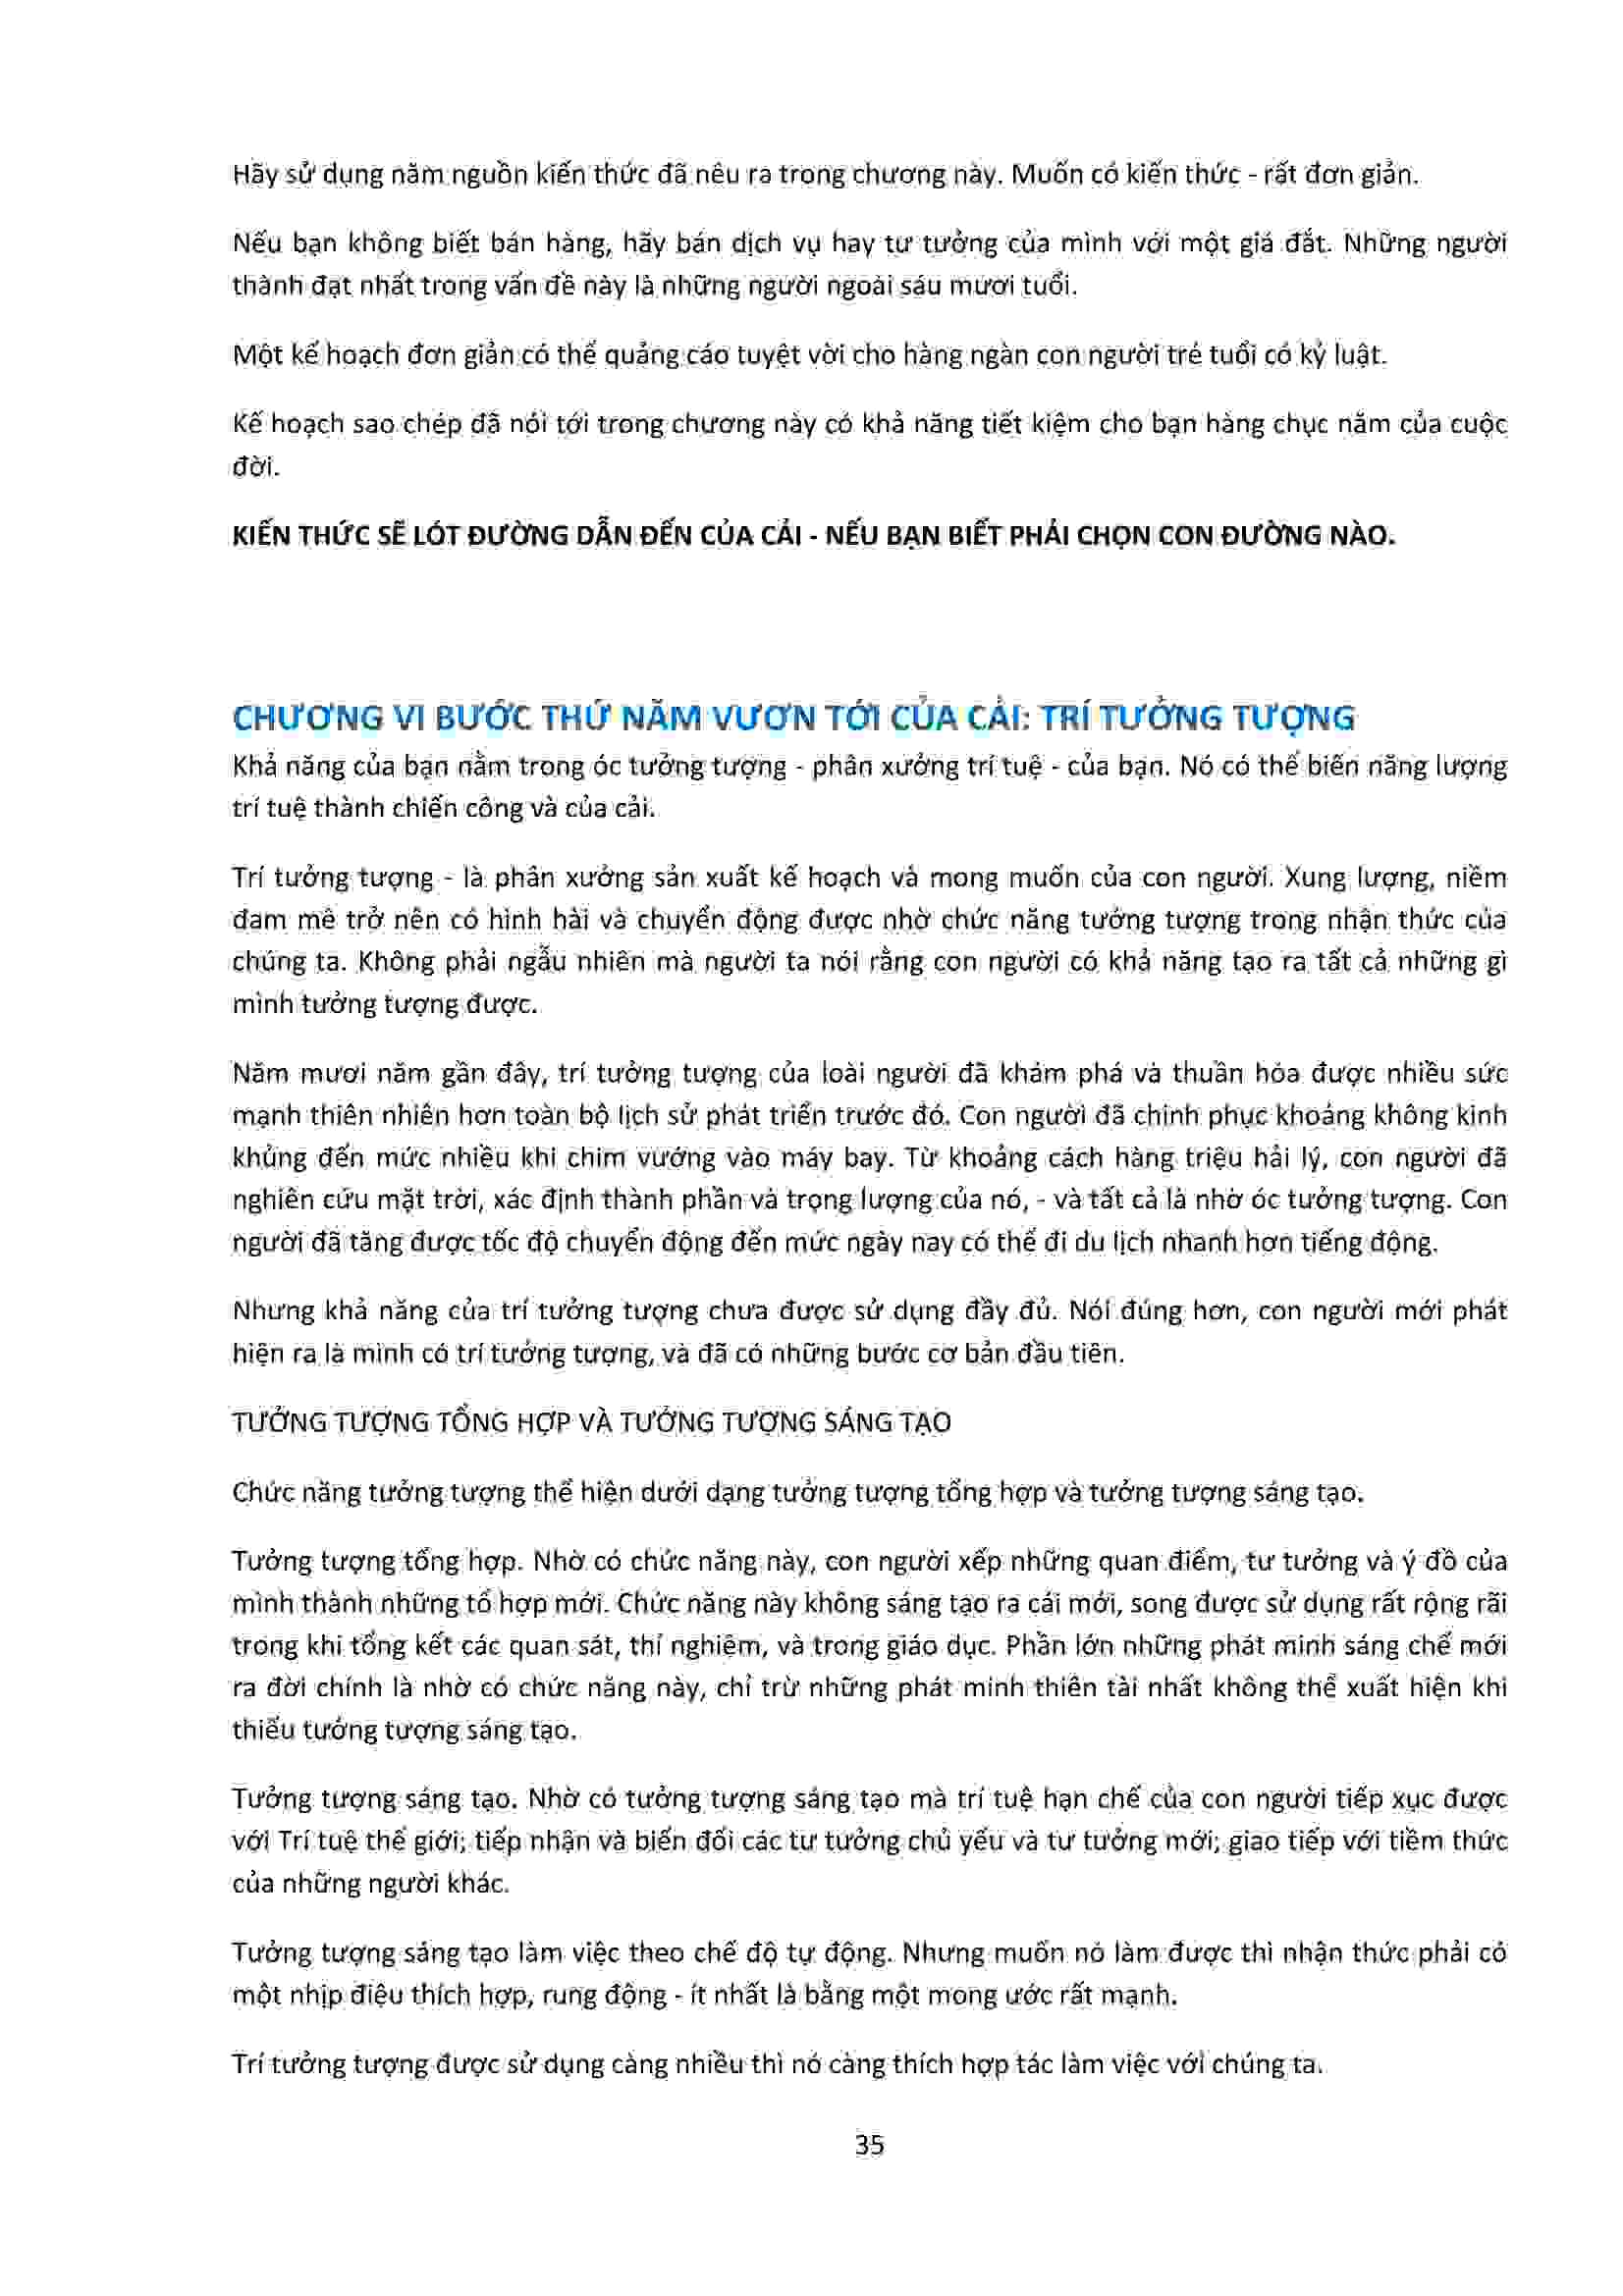 Hãy sử dụng năm nguồn kiến thức đã nêu ra trong chương này. Muốn có kiến thức - rất đơn giản.
Nếu bạn không biết bán hàng, hãy bán dịch vụ hay tư tưởng của mình với một giá đắt. Những người
thành đạt nhất trong vấn đề này là những người ngoài sáu mươi tuổi.
Một kế hoạch đơn giản có thể quảng cáo tuyệt vời cho hàng ngàn con người trẻ tuổi có kỷ luật.
Kế hoạch sao chép đã nói tới trong chương này có khả năng tiết kiệm cho bạn hàng chục năm của cuộc
đời.
KIẾN THỨC SẼ LÓT ĐƯỜNG DẪN ĐẾN CỦA CẢI - NẾU BẠN BIẾT PHẢI CHỌN CON ĐƯỜNG NÀO.
CHƯƠNG VI BƯỚC THỨ NĂM VƯƠN TỚI CỦA CẢI: TRÍ TƯỞNG TƯỢNG
Khả năng của bạn nằm trong óc tưởng tượng - phân xưởng trí tuệ - của bạn. Nó có thể biến năng lượng
trí tuệ thành chiến công và của cải.
Trí tưởng tượng - là phân xưởng sản xuất kế hoạch và mong muốn của con người. Xung lượng, niềm
đam mê trở nên có hình hài và chuyển động được nhờ chức năng tưởng tượng trong nhận thức của
chúng ta. Không phải ngẫu nhiên mà người ta nói rằng con người có khả năng tạo ra tất cả những gì
mình tưởng tượng được.
Năm mươi năm gần đây, trí tưởng tượng của loài người đã khám phá và thuần hóa được nhiều sức
mạnh thiên nhiên hơn toàn bộ lịch sử phát triển trước đó. Con người đã chinh phục khoảng không kinh
khủng đến mức nhiều khi chim vướng vào máy bay. Từ khoảng cách hàng triệu hải lý, con người đã
nghiên cứu mặt trời, xác định thành phần và trọng lượng của nó, - và tất cả là nhờ óc tưởng tượng. Con
người đã tăng được tốc độ chuyển động đến mức ngày nay có thể đi du lịch nhanh hơn tiếng động.
Nhưng khả năng của trí tưởng tượng chưa được sử dụng đầy đủ. Nói đúng hơn, con người mới phát
hiện ra là mình có trí tưởng tượng, và đã có những bước cơ bản đầu tiên.
TƯỞNG TƯỢNG TỔNG HỢP VÀ TƯỞNG TƯỢNG SÁNG TẠO
Chức năng tưởng tượng thể hiện dưới dạng tưởng tượng tổng hợp và tưởng tượng sáng tạo.
Tưởng tượng tổng hợp. Nhờ có chức năng này, con người xếp những quan điểm, tư tưởng và ý đồ của
mình thành những tổ hợp mới. Chức năng này không sáng tạo ra cái mới, song được sử dụng rất rộng rãi
trong khi tổng kết các quan sát, thí nghiệm, và trong giáo dục. Phần lớn những phát minh sáng chế mới
ra đời chính là nhờ có chức năng này, chỉ trừ những phát minh thiên tài nhất không thể xuất hiện khi
thiếu tưởng tượng sáng tạo.
Tưởng tượng sáng tạo. Nhờ có tưởng tượng sáng tạo mà trí tuệ hạn chế của con người tiếp xục được
với Trí tuệ thế giới; tiếp nhận và biến đổi các tư tưởng chủ yếu và tư tưởng mới; giao tiếp với tiềm thức
của những người khác.
Tưởng tượng sáng tạo làm việc theo chế độ tự động. Nhưng muốn nó làm được thì nhận thức phải có
một nhịp điệu thích hợp, rung động - ít nhất là bằng một mong ước rất mạnh.
Trí tưởng tượng được sử dụng càng nhiều thì nó càng thích hợp tác làm việc với chúng ta.
35